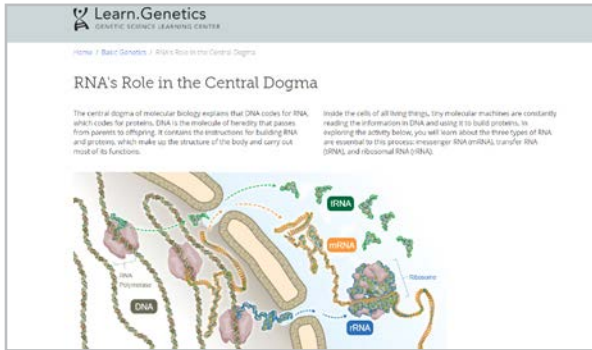 Learn.Genetics
GENETIC SCIENCE LEARNING CENTER
Home / Basic Genetics / RNA's Role in the Central Dogma
RNA's Role in the Central Dogma
The central dogma of molecular biology explains that DNA codes for RNA,
which codes for proteins. DNA is the molecule of heredity that passes
from parents to offspring. It contains the instructions for building RNA
and proteins, which make up the structure of the body and carry out
most of its functions.
Inside the cells of all living things, tiny molecular machines are constantly
reading the information in DNA and using it to build proteins. In
exploring the activity below, you will learn about the three types of RNA
are essential to this process: messenger RNA (mRNA), transfer RNA
(tRNA), and ribosomal RNA (rRNA).
tRNA
mRNA
Ribosome
RNA
Polymerase
DNA
rRNA